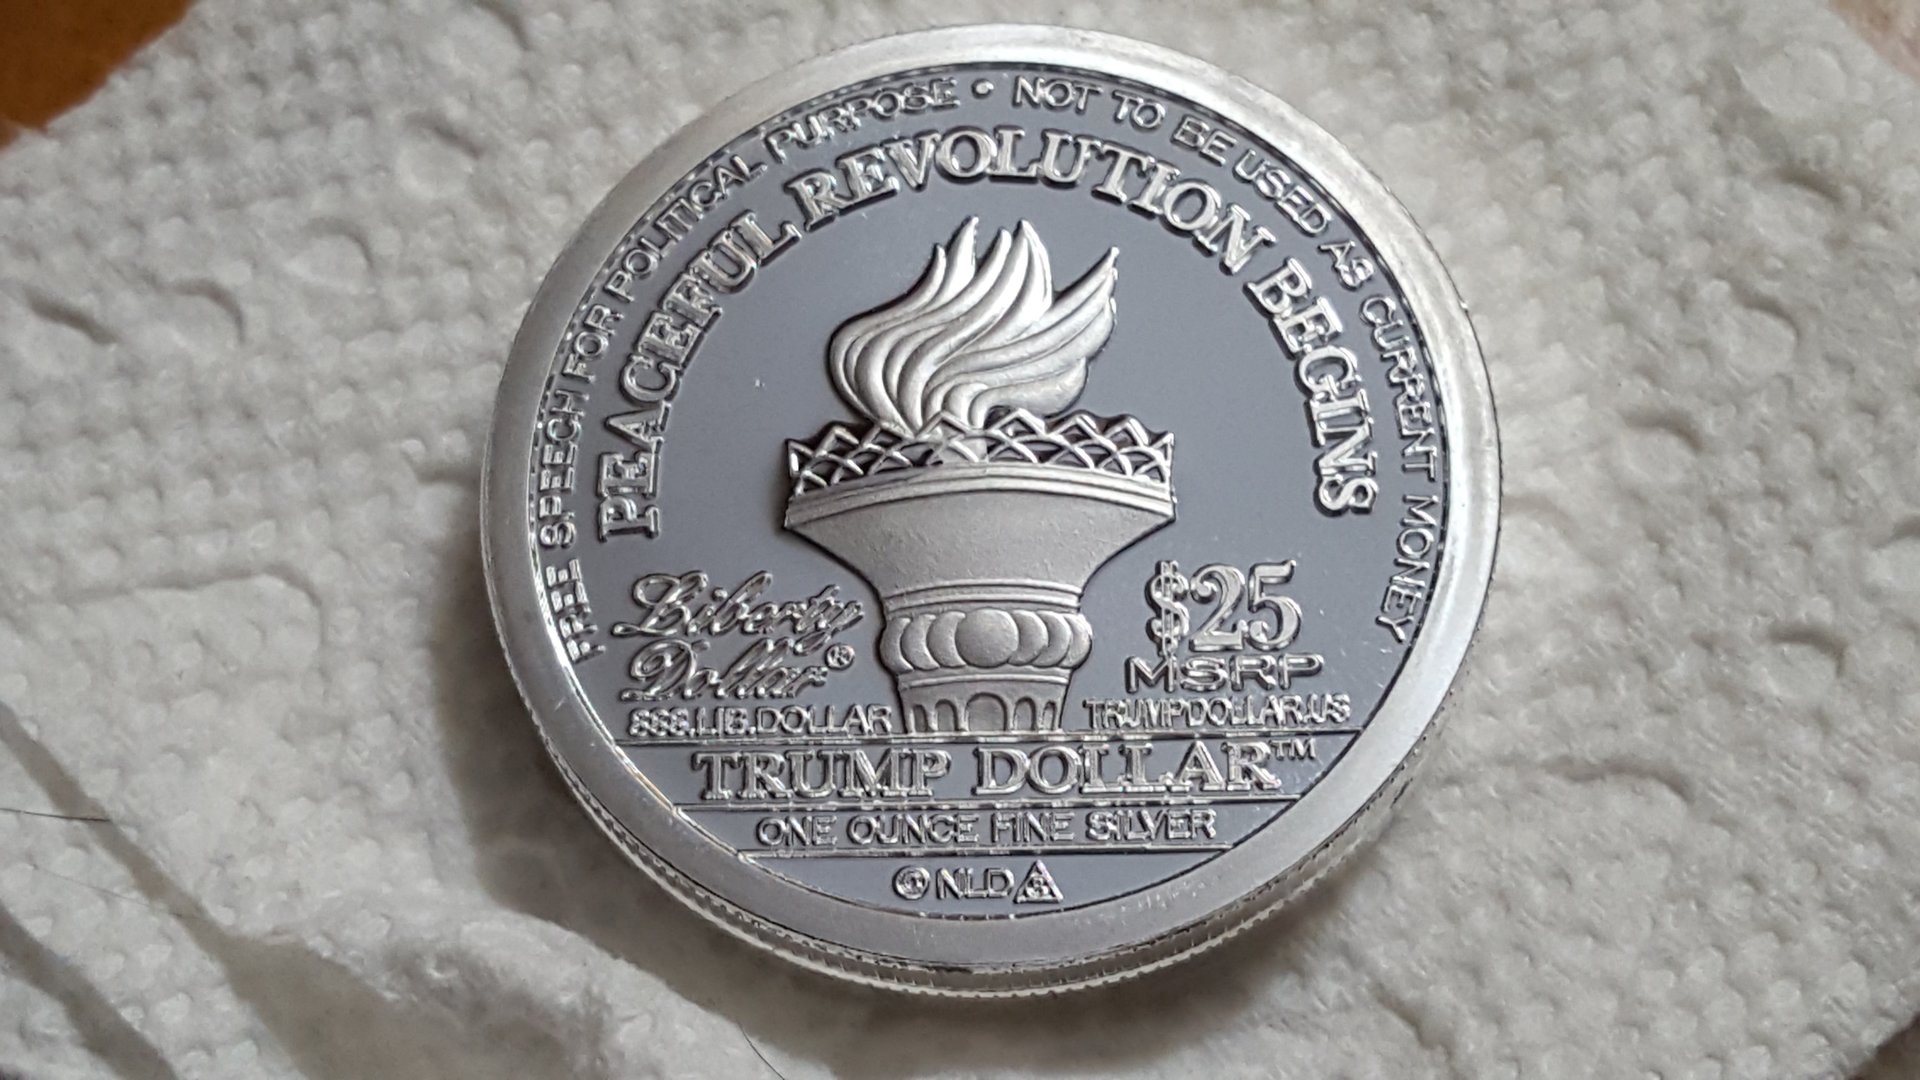 FREE SPEECH FOR POLITICAL PURPOSE • NOT TO BE USED AS CURRENT MONEY
PEACEFUL REVOLUTION BEGINS
Liberty
Dollar®
888.LIB.DOLLAR
$25
MSRP
TRUMPDOLLAR.US
TRUMP DOLLAR™
ONE OUNCE FINE SILVER
NLD